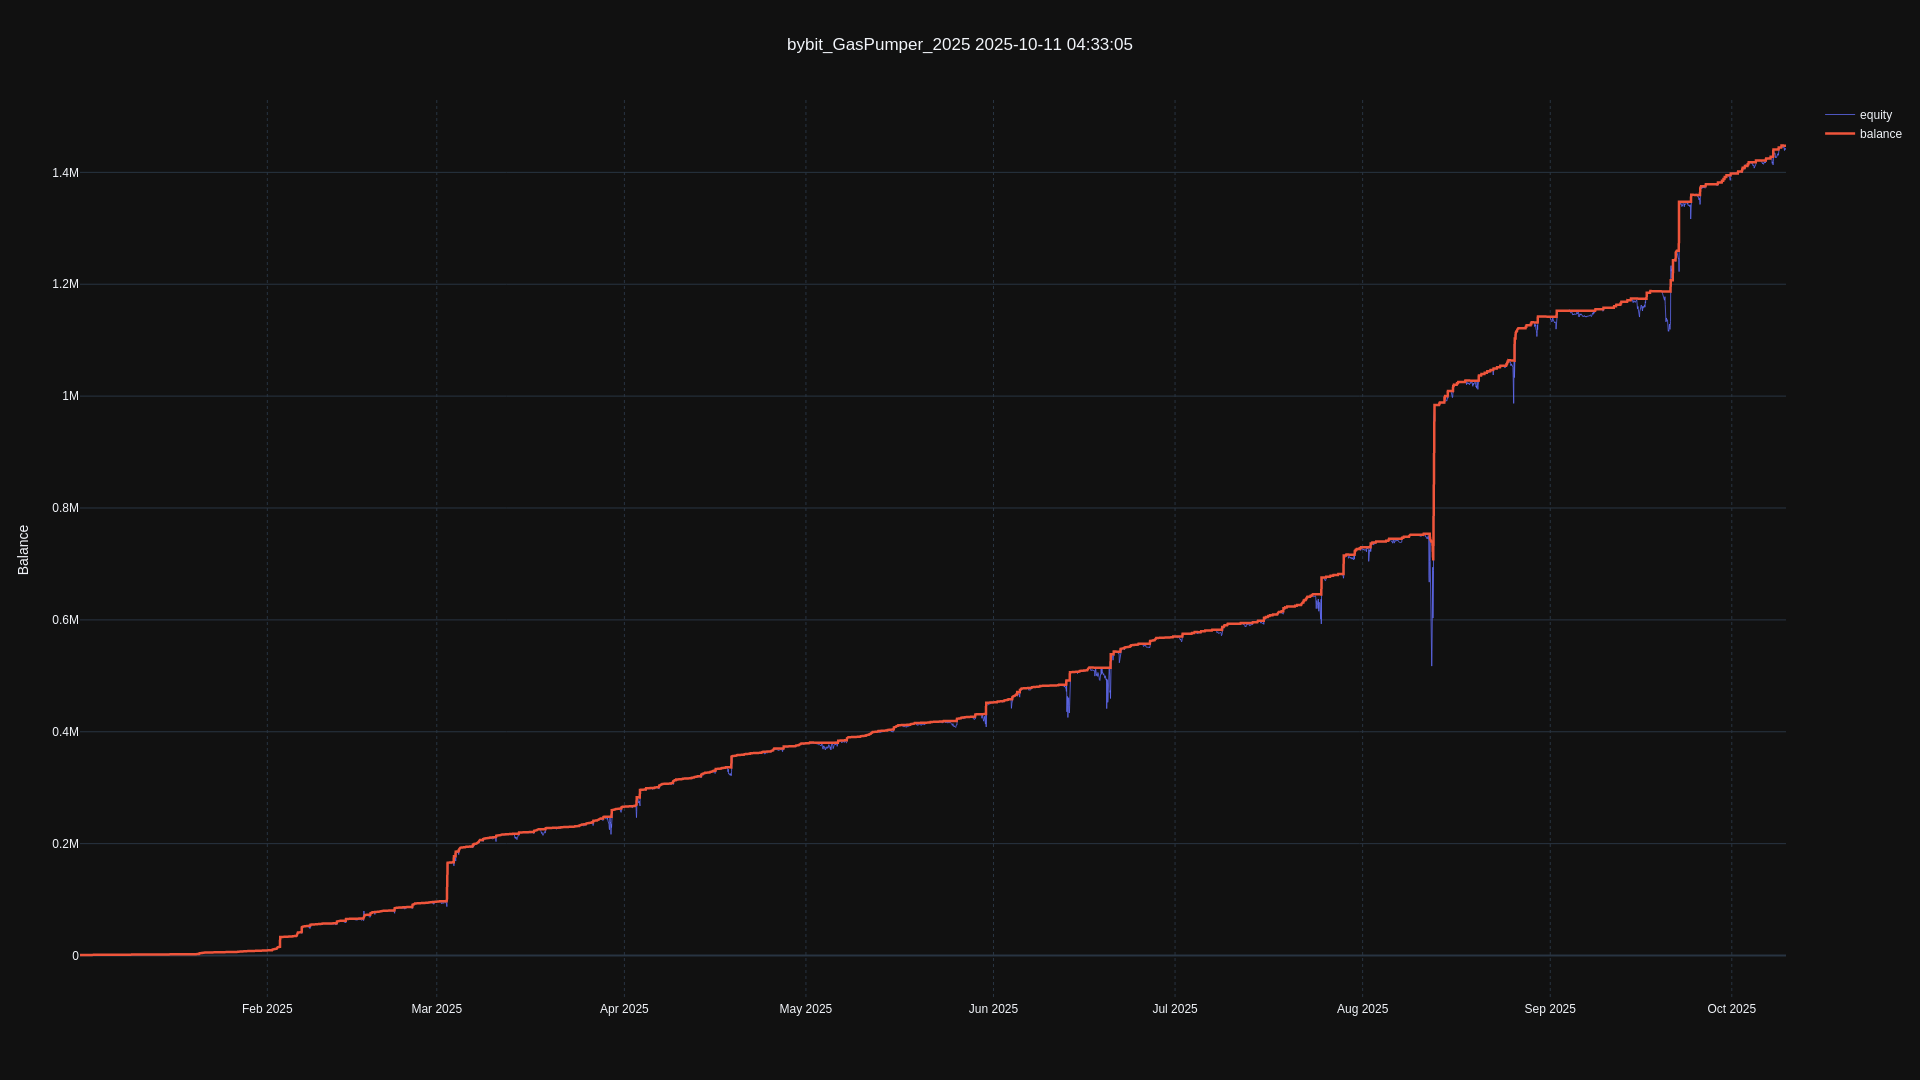 bybit_GasPumper_2025 2025-10-11 04:33:05
equity
balance
1.4M
1.2M
1M
0.8M
0.6M
0.4M
0.2M
0
Balance
Feb 2025
Mar 2025
Apr 2025
May 2025
Jun 2025
Jul 2025
Aug 2025
Sep 2025
Oct 2025